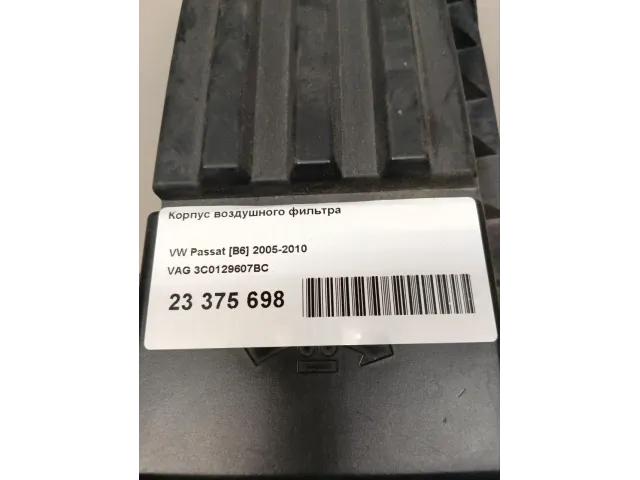 Корпус воздушного фильтра
VW Passat [B6] 2005-2010
VAG 3C0129607BC
23 375 698